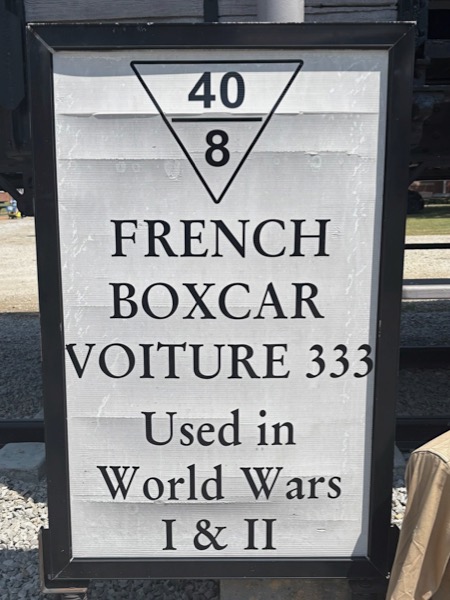 40
8
FRENCH
BOXCAR
VOITURE 333
Used in
World Wars
I & II